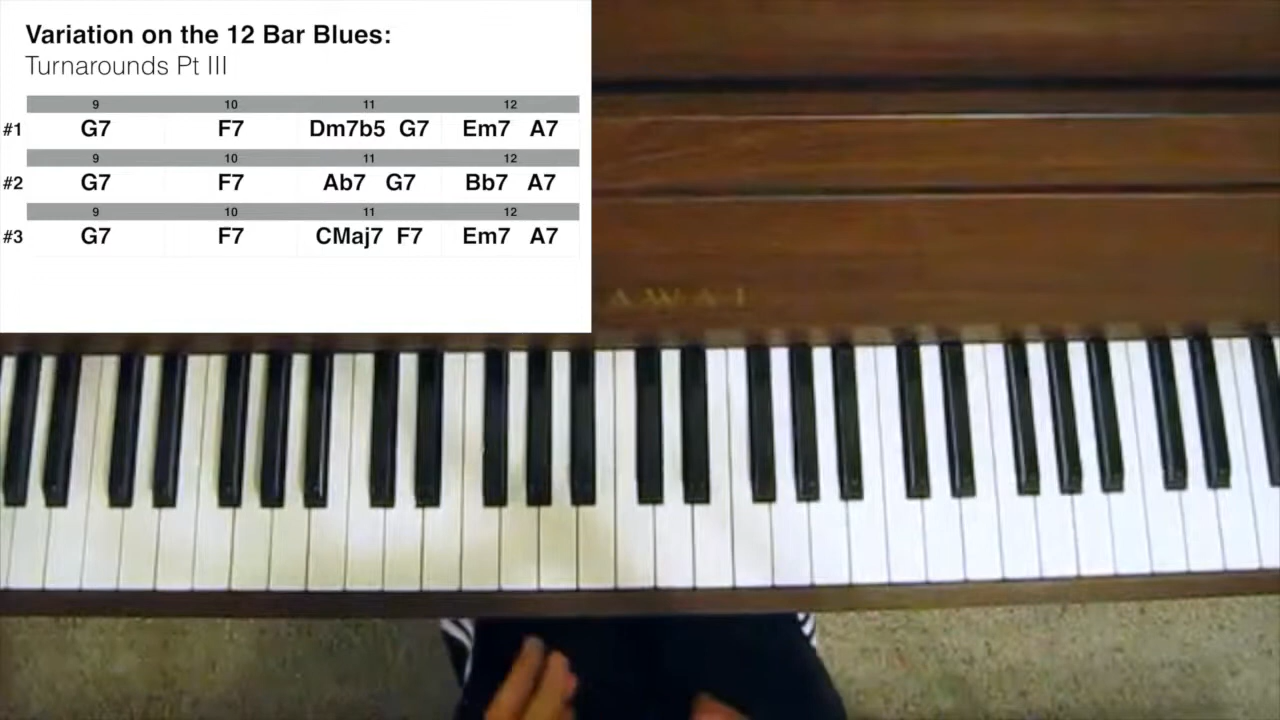 Variation on the 12 Bar Blues:
Turnarounds Pt III
9 10 11 12
#1 G7 F7 Dm7b5 G7 Em7 A7
9 10 11 12
#2 G7 F7 Ab7 G7 Bb7 A7
9 10 11 12
#3 G7 F7 CMaj7 F7 Em7 A7
AWAI